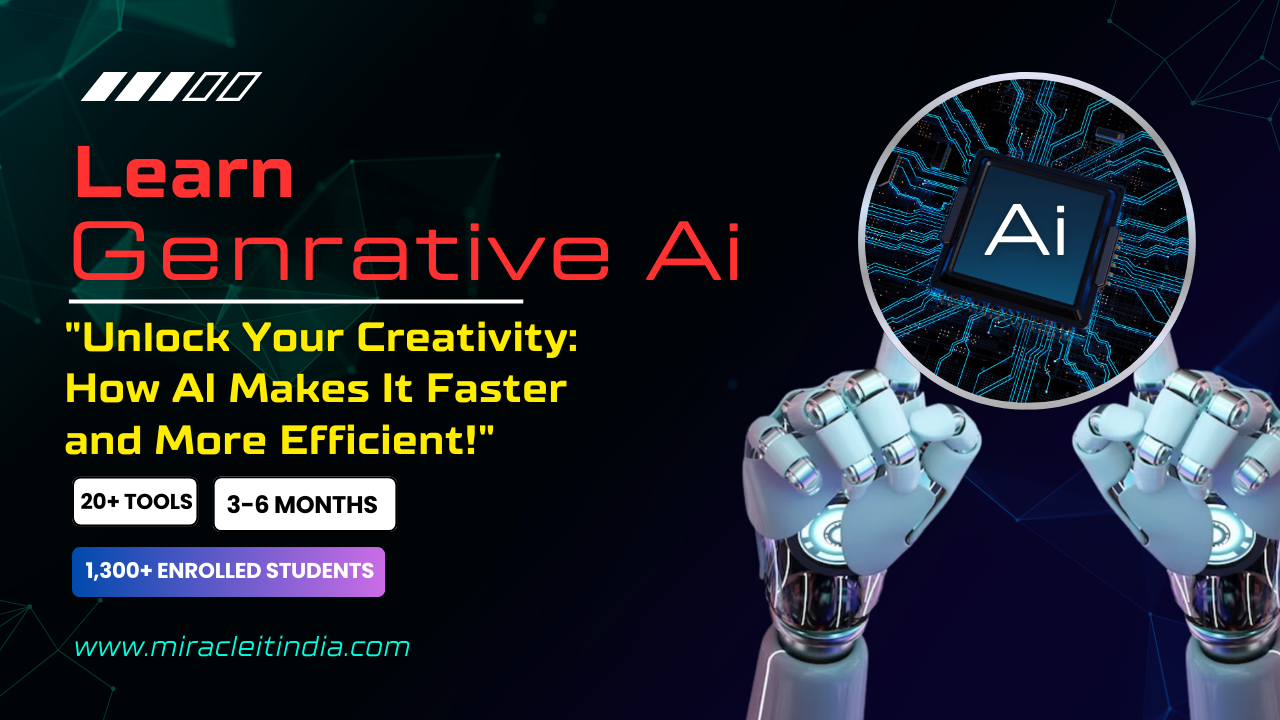 Learn
Genrative Ai
"Unlock Your Creativity:
How AI Makes It Faster
and More Efficient!"
20+ TOOLS
3-6 MONTHS
1,300+ ENROLLED STUDENTS
www.miracleitindia.com
Ai